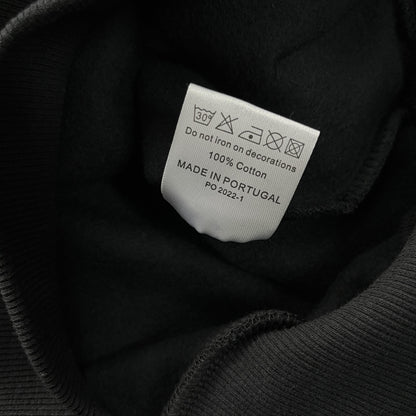 30°
Do not iron on decorations
100% Cotton
MADE IN PORTUGAL
PO 2022-1